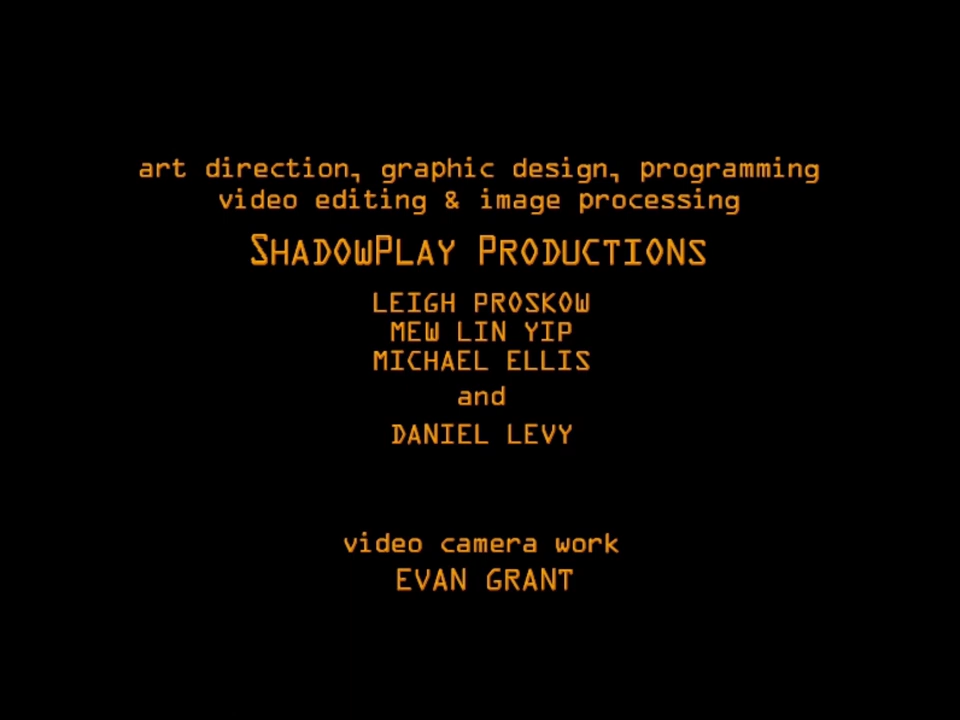 art direction, graphic design, programming
video editing & image processing
SHADOWPLAY PRODUCTIONS
LEIGH PROSKOW
MEW LIN YIP
MICHAEL ELLIS
and
DANIEL LEVY
video camera work
EVAN GRANT